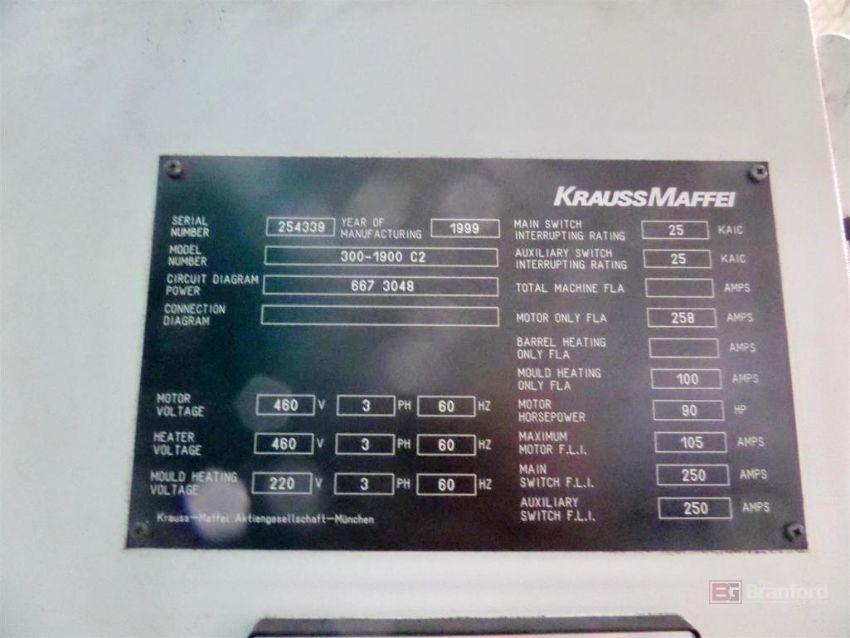 KRAUSS MAFFEI
SERIAL NUMBER 254339 YEAR OF MANUFACTURING 1999
MODEL NUMBER 300-1900 C2
CIRCUIT DIAGRAM POWER 667 3048
CONNECTION DIAGRAM
MOTOR VOLTAGE 460 V 3 PH 60 HZ
HEATER VOLTAGE 460 V 3 PH 60 HZ
MOULD HEATING VOLTAGE 220 V 3 PH 60 HZ
Krauss-Maffei Aktiengesellschaft-München
MAIN SWITCH INTERRUPTING RATING 25 KAIC
AUXILIARY SWITCH INTERRUPTING RATING 25 KAIC
TOTAL MACHINE FLA AMPS
MOTOR ONLY FLA 258 AMPS
BARREL HEATING ONLY FLA AMPS
MOULD HEATING ONLY FLA 100 AMPS
MOTOR HORSEPOWER 90 HP
MAXIMUM MOTOR F.L.I. 105 AMPS
MAIN SWITCH F.L.I. 250 AMPS
AUXILIARY SWITCH F.L.I. 250 AMPS
BG Branford